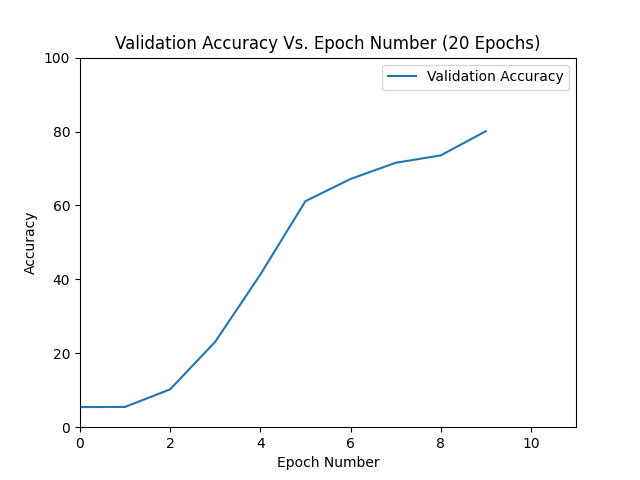 Validation Accuracy Vs. Epoch Number (20 Epochs)
Validation Accuracy
100
80
60
40
20
0
Accuracy
0 2 4 6 8 10
Epoch Number